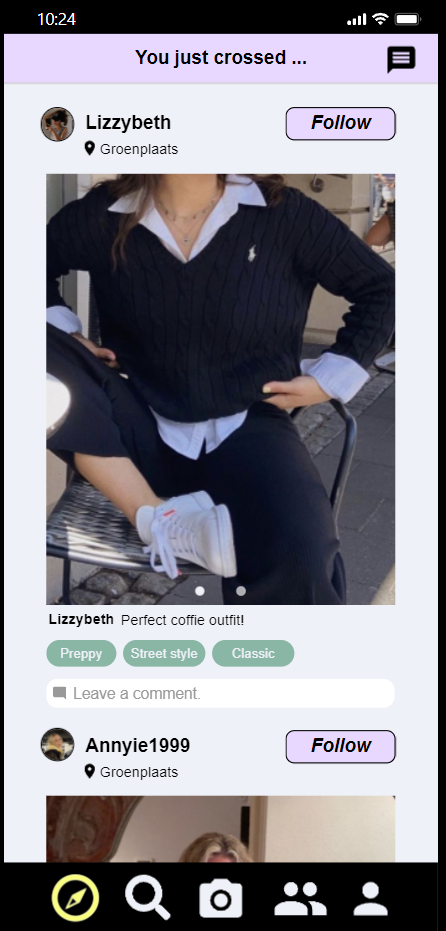 10:24
You just crossed ...
Lizzybeth
Follow
Groenplaats
Lizzybeth Perfect coffie outfit!
Preppy Street style Classic
Leave a comment.
Annyie1999
Follow
Groenplaats